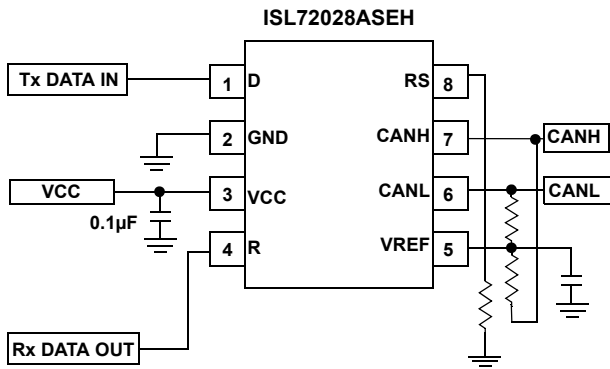 ISL72028ASEH
Tx DATA IN
1 D
RS 8
2 GND
CANH 7
CANH
VCC
3 VCC
CANL 6
CANL
0.1µF
4 R
VREF 5
Rx DATA OUT